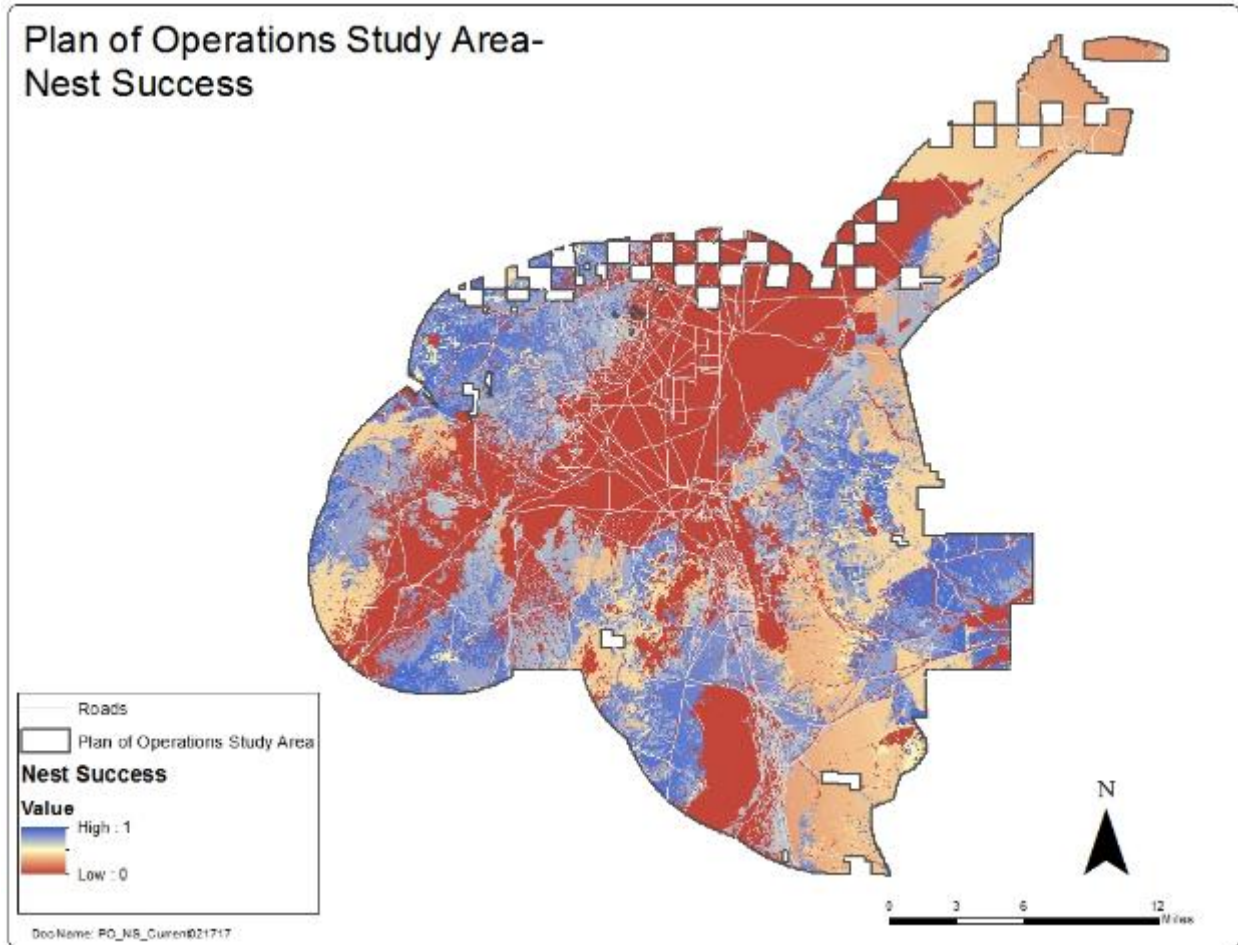 Plan of Operations Study Area-
Nest Success
Roads
Plan of Operations Study Area
Nest Success
Value
High : 1
Low : 0
N
0 3 6 12
Miles
Doc Name: PO_NS_Current021717